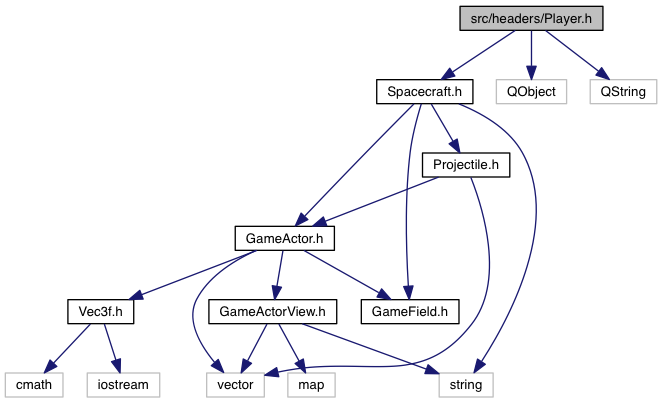 src/headers/Player.h
Spacecraft.h
QObject
QString
Projectile.h
GameActor.h
Vec3f.h
GameActorView.h
GameField.h
cmath
iostream
vector
map
string